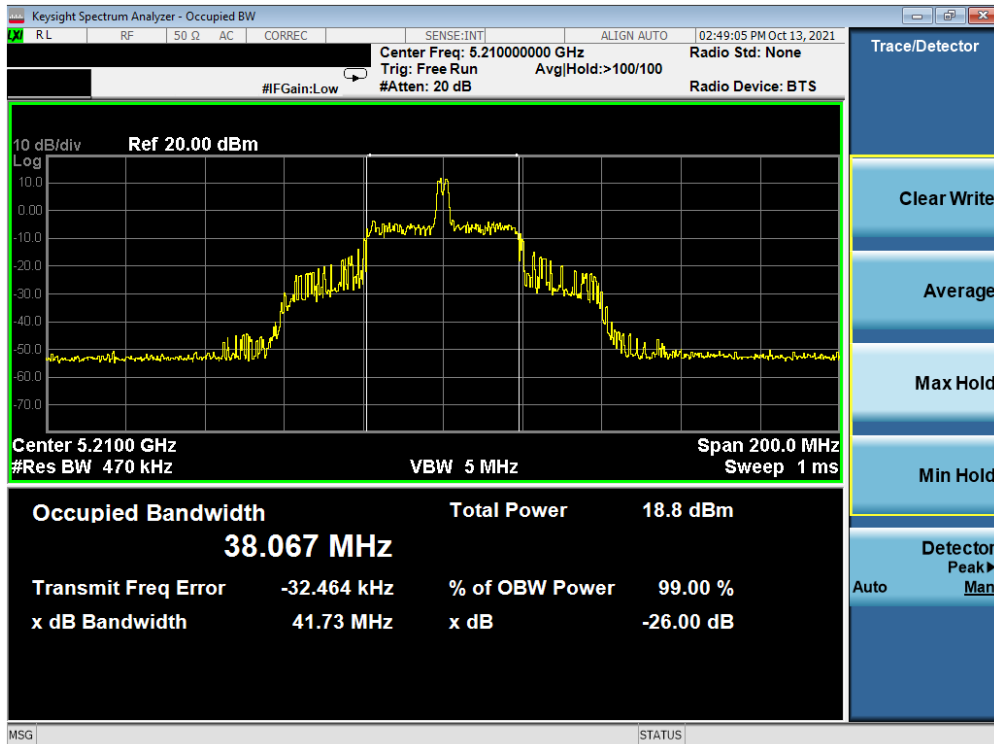 Keysight Spectrum Analyzer - Occupied BW
LXI RL RF 50 Ω AC CORREC SENSE:INT ALIGN AUTO 02:49:05 PM Oct 13, 2021
Center Freq: 5.210000000 GHz Radio Std: None
Trig: Free Run Avg|Hold:>100/100
#IFGain:Low #Atten: 20 dB Radio Device: BTS
Trace/Detector
10 dB/div Ref 20.00 dBm
Log
10.0
0.00
-10.0
-20.0
-30.0
-40.0
-50.0
-60.0
-70.0
Center 5.2100 GHz Span 200.0 MHz
#Res BW 470 kHz VBW 5 MHz Sweep 1 ms
Occupied Bandwidth Total Power 18.8 dBm
38.067 MHz
Transmit Freq Error -32.464 kHz % of OBW Power 99.00 %
x dB Bandwidth 41.73 MHz x dB -26.00 dB
Clear Write
Average
Max Hold
Min Hold
Detector
Peak▶
Auto Man
MSG STATUS